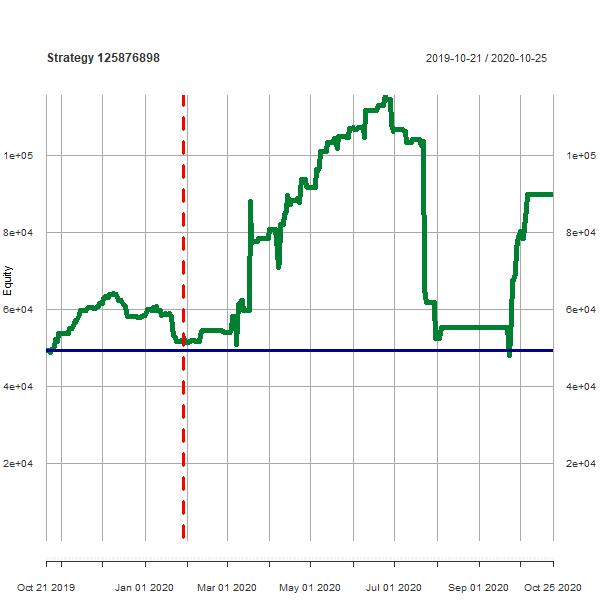 Strategy 125876898
2019-10-21 / 2020-10-25
1e+05
1e+05
8e+04
8e+04
Equity
6e+04
6e+04
4e+04
4e+04
2e+04
2e+04
Oct 21 2019
Jan 01 2020
Mar 01 2020
May 01 2020
Jul 01 2020
Sep 01 2020
Oct 25 2020